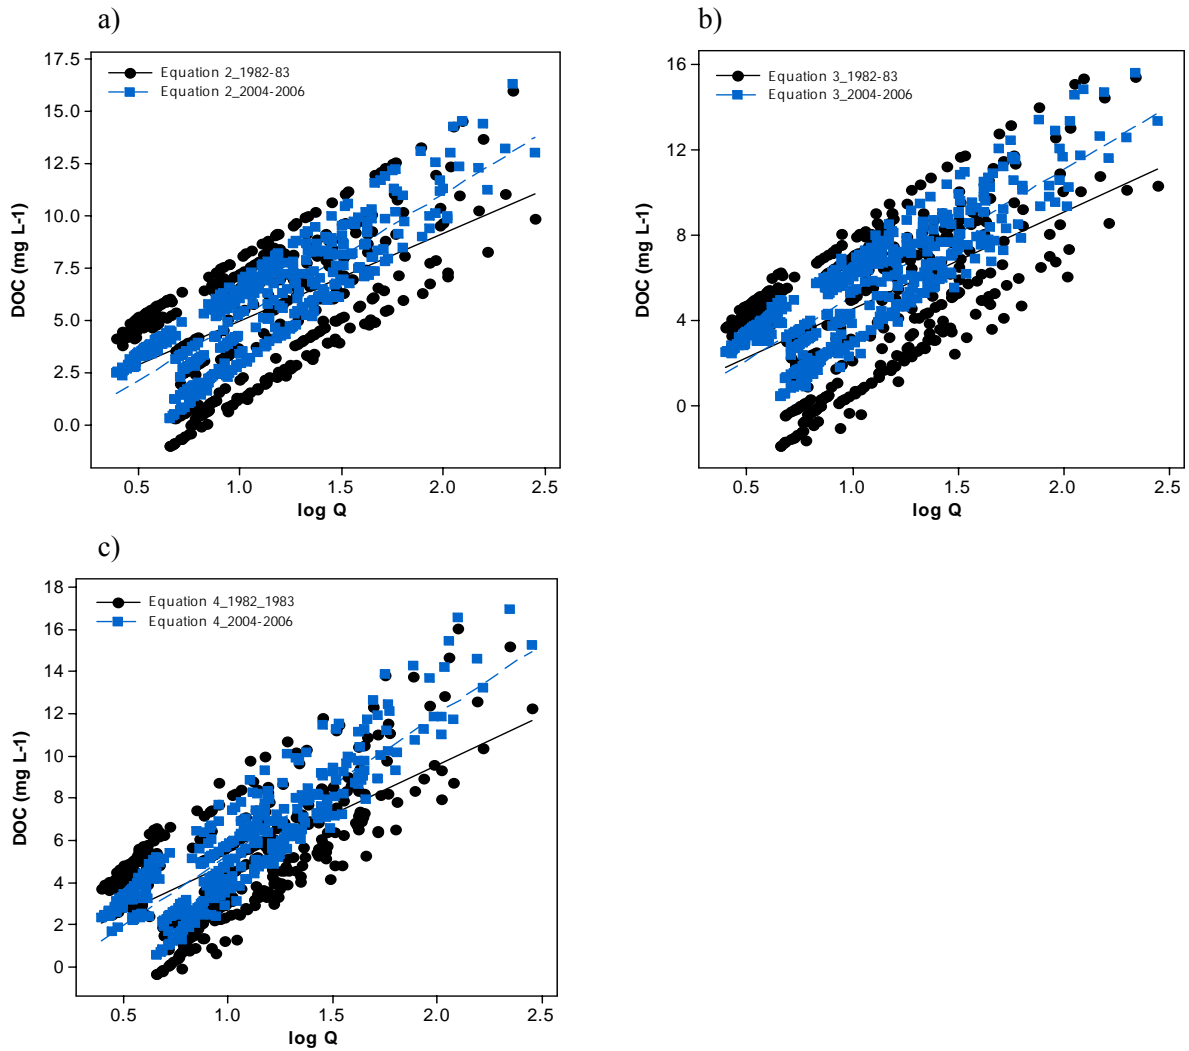 a)
17.5
15.0
12.5
10.0
7.5
5.0
2.5
0.0
DOC (mg L-1)
Equation 2_1982-83
Equation 2_2004-2006
0.5 1.0 1.5 2.0 2.5
log Q
b)
16
12
8
4
0
DOC (mg L-1)
Equation 3_1982-83
Equation 3_2004-2006
0.5 1.0 1.5 2.0 2.5
log Q
c)
18
16
14
12
10
8
6
4
2
0
DOC (mg L-1)
Equation 4_1982_1983
Equation 4_2004-2006
0.5 1.0 1.5 2.0 2.5
log Q